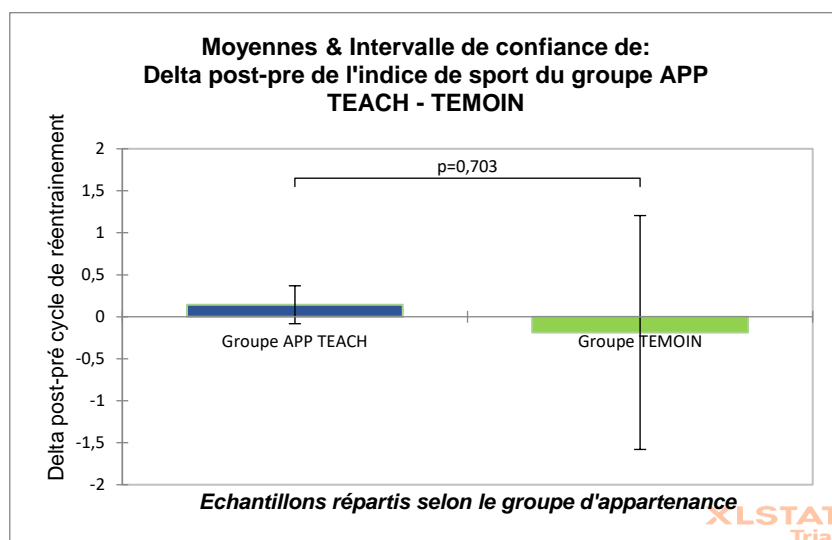 Moyennes & Intervalle de confiance de:
Delta post-pre de l'indice de sport du groupe APP
TEACH - TEMOIN
Delta post-pré cycle de réentrainement
2
1,5
1
0,5
0
-0,5
-1
-1,5
-2
p=0,703
Groupe APP TEACH
Groupe TEMOIN
Echantillons répartis selon le groupe d'appartenance
XLSTAT
Tria